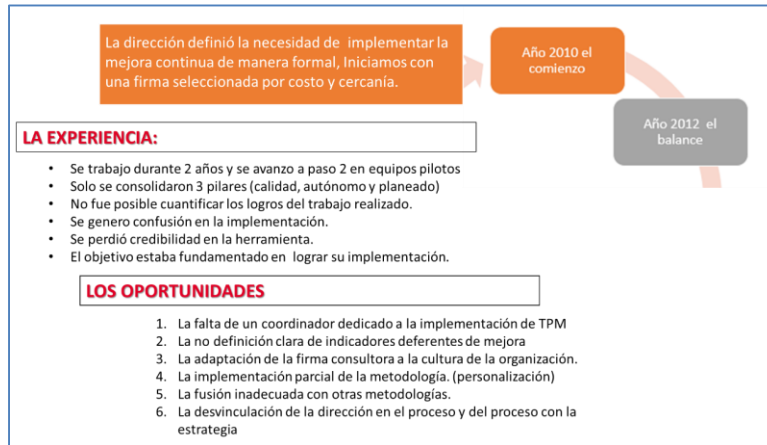 La dirección definió la necesidad de  implementar la
mejora continua de manera formal, Iniciamos con
una firma seleccionada por costo y cercanía.
Año 2010 el
comienzo
Año 2012  el
balance
LA EXPERIENCIA:
• Se trabajo durante 2 años y se avanzo a paso 2 en equipos pilotos
• Solo se consolidaron 3 pilares (calidad, autónomo y planeado)
• No fue posible cuantificar los logros del trabajo realizado.
• Se genero confusión en la implementación.
• Se perdió credibilidad en la herramienta.
• El objetivo estaba fundamentado en  lograr su implementación.
LOS OPORTUNIDADES
1. La falta de un coordinador dedicado a la implementación de TPM
2. La no definición clara de indicadores deferentes de mejora
3. La adaptación de la firma consultora a la cultura de la organización.
4. La implementación parcial de la metodología. (personalización)
5. La fusión inadecuada con otras metodologías.
6. La desvinculación de la dirección en el proceso y del proceso con la
estrategia